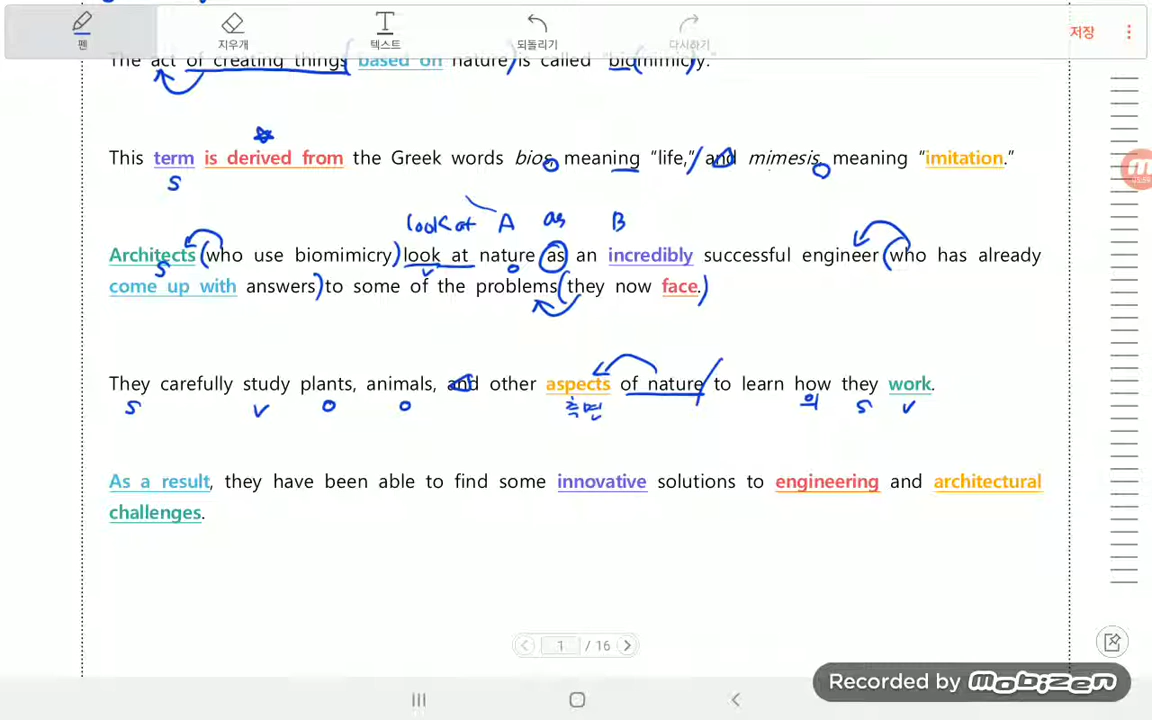 펜 지우개 텍스트 되돌리기 다시하기 저장
The act of creating things based on nature is called "biomimicry."
This term is derived from the Greek words bios, meaning "life," and mimesis, meaning "imitation."
S
look at A as B
Architects (who use biomimicry) look at nature as an incredibly successful engineer (who has already
S V O
come up with answers) to some of the problems (they now face.)
They carefully study plants, animals, and other aspects of nature / to learn how they work.
S V O O 측면 의 S V
As a result, they have been able to find some innovative solutions to engineering and architectural
challenges.
1 / 16
Recorded by mobizen